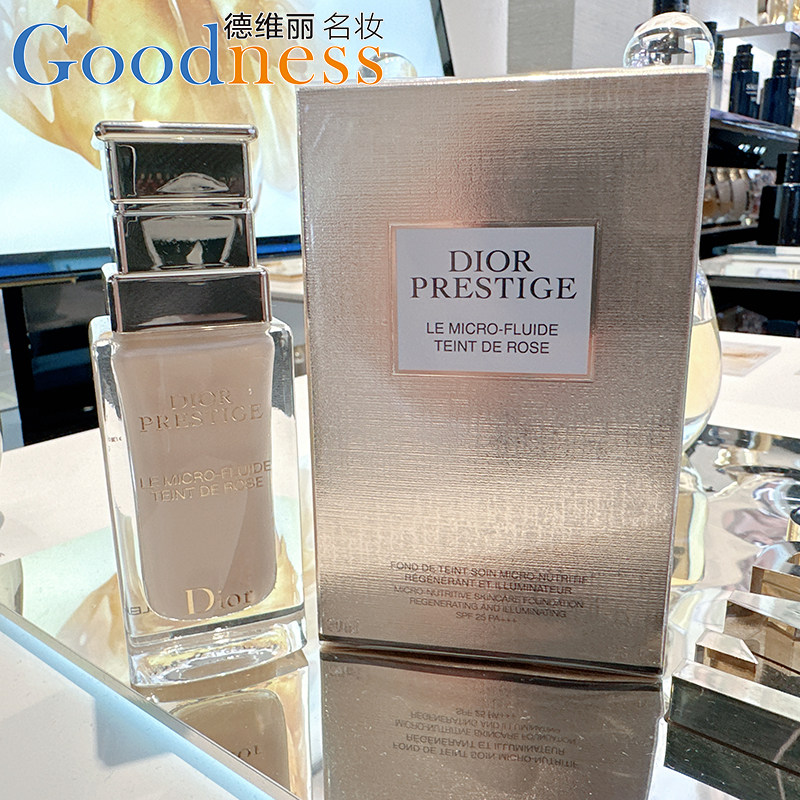 德维丽 名妆
Goodness
DIOR
PRESTIGE
LE MICRO-FLUIDE
TEINT DE ROSE
FOND DE TEINT SOIN MICRO-NUTRITIF
RÉGÉNÉRANT ET ILLUMINATEUR
MICRO-NUTRITIVE SKINCARE FOUNDATION
REGENERATING AND ILLUMINATING
SPF 25 PA+++
DIOR
PRESTIGE
LE MICRO-FLUIDE
TEINT DE ROSE
Dior